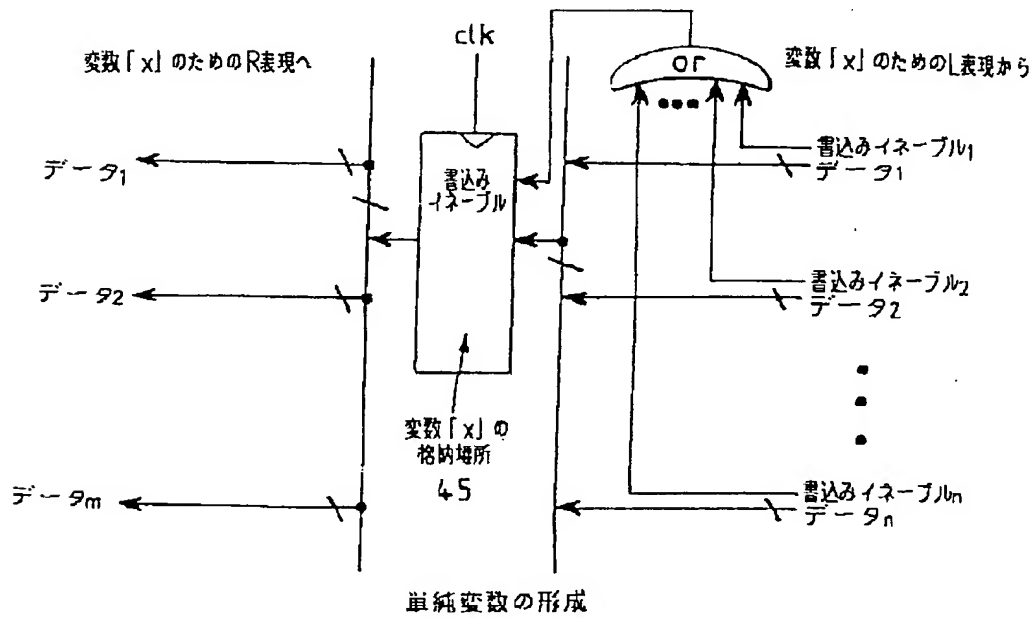 変数「x」のためのR表現へ
clk
or
変数「x」のためのL表現から
データ1
書込み
イネーブル
書込みイネーブル1
データ1
データ2
書込みイネーブル2
データ2
変数「x」の
格納場所
45
データm
書込みイネーブルn
データn
単純変数の形成